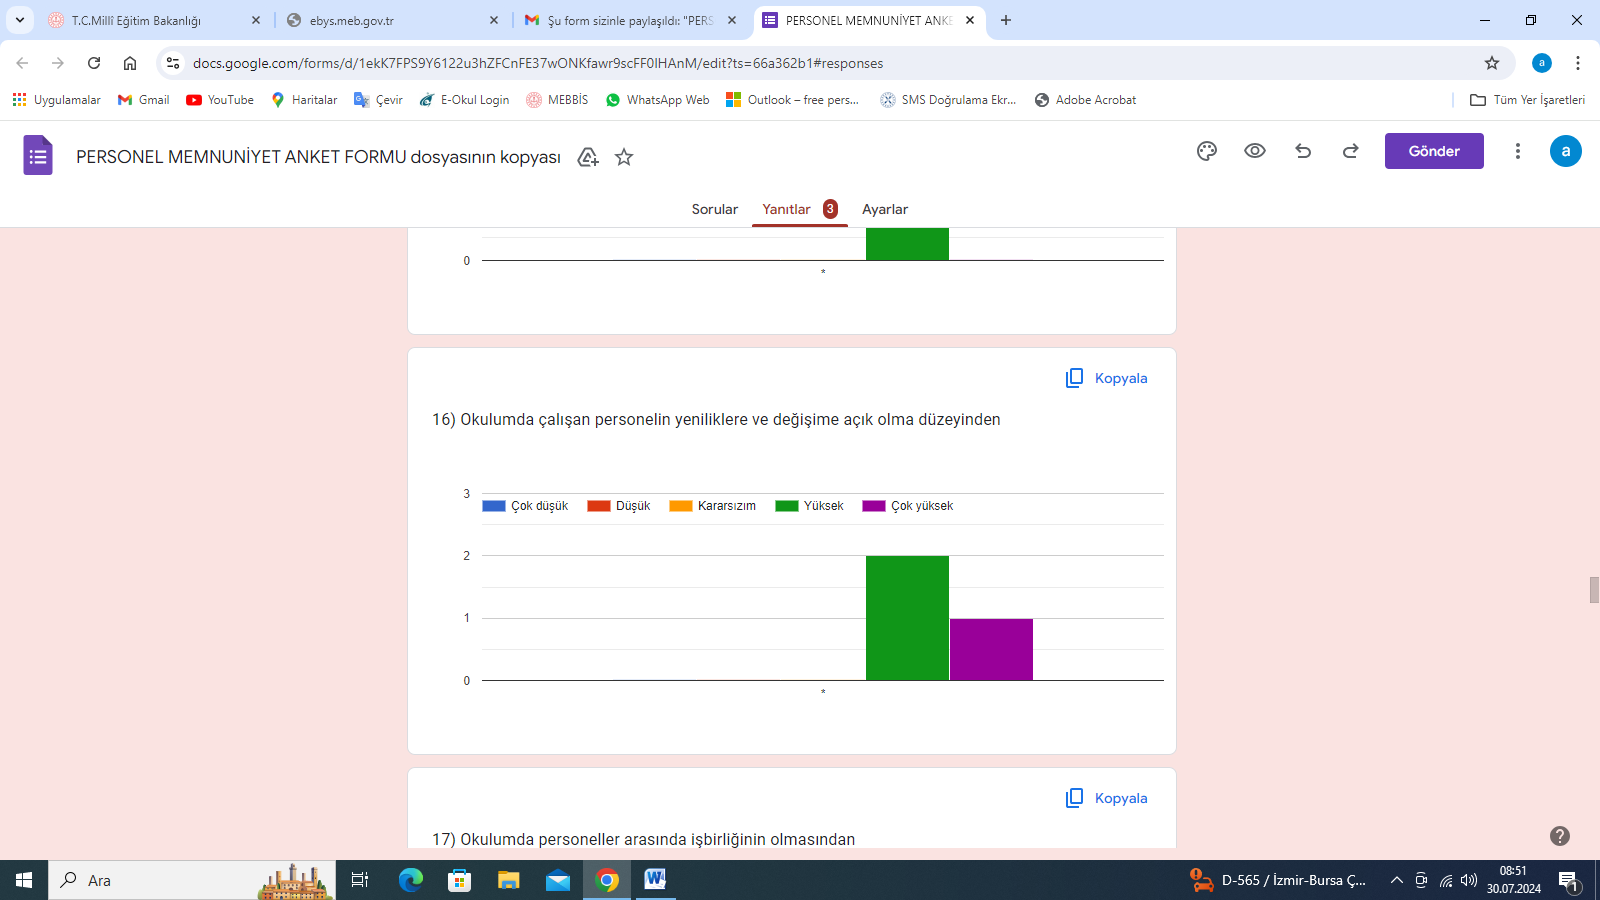 T.C.Millî Eğitim Bakanlığı
ebys.meb.gov.tr
Şu form sizinle paylaşıldı: "PERS
PERSONEL MEMNUNİYET ANKE
docs.google.com/forms/d/1ekK7FPS9Y6122u3hZFCnFE37wONKfawr9scFF0IHAnM/edit?ts=66a362b1#responses
a
Uygulamalar
Gmail
YouTube
Haritalar
Çevir
E-Okul Login
MEBBİS
WhatsApp Web
Outlook – free pers...
SMS Doğrulama Ekr...
Adobe Acrobat
Tüm Yer İşaretleri
PERSONEL MEMNUNİYET ANKET FORMU dosyasının kopyası
Gönder
a
Sorular
Yanıtlar 3
Ayarlar
0
*
Kopyala
16) Okulumda çalışan personelin yeniliklere ve değişime açık olma düzeyinden
3
Çok düşük
Düşük
Kararsızım
Yüksek
Çok yüksek
2
1
0
*
Kopyala
17) Okulumda personeller arasında işbirliğinin olmasından
Ara
D-565 / İzmir-Bursa Ç...
08:51
30.07.2024
1